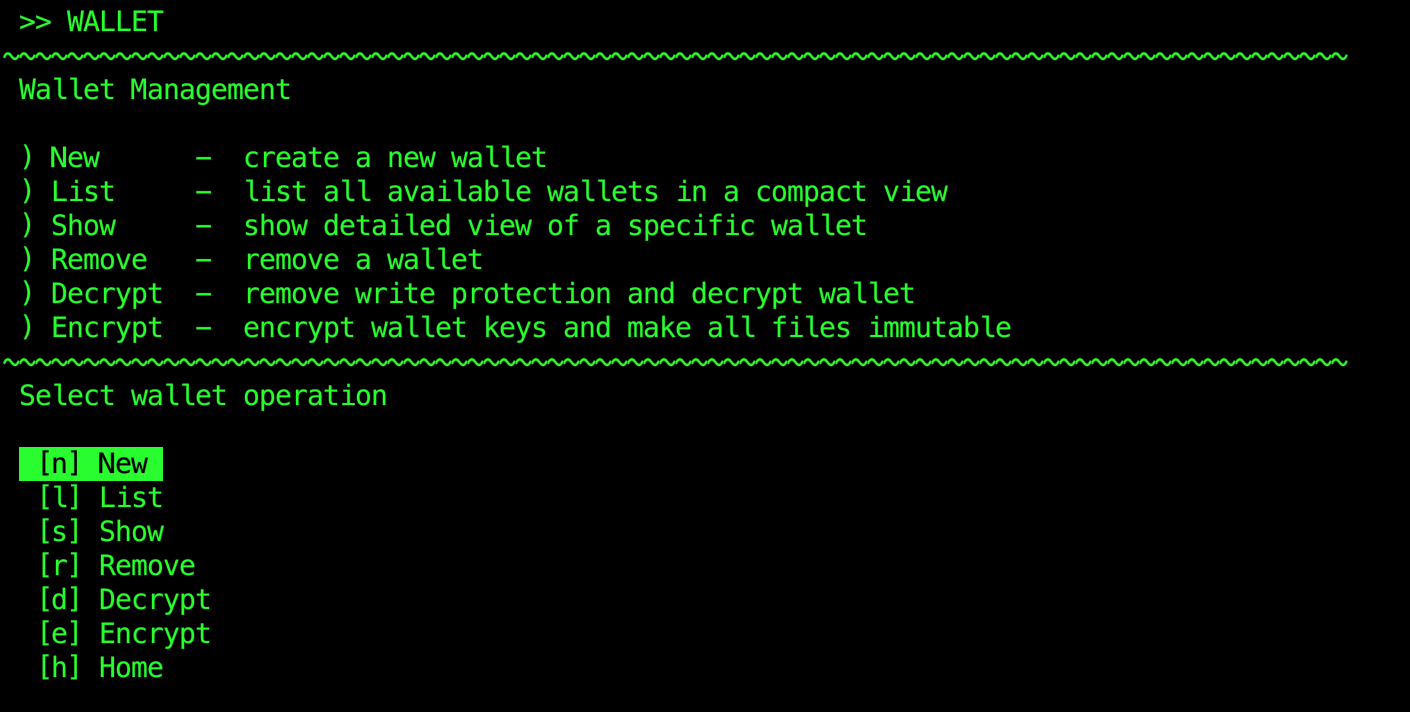 >> WALLET
~~~~~~~~~~~~~~~~~~~~~~~~~~~~~~~~~~~~~~~~~~~~~~~~~~~~~~~~~~~~~~~~~~~~~~~~~~~~~~~~~~~~
Wallet Management
) New      –  create a new wallet
) List     –  list all available wallets in a compact view
) Show     –  show detailed view of a specific wallet
) Remove   –  remove a wallet
) Decrypt  –  remove write protection and decrypt wallet
) Encrypt  –  encrypt wallet keys and make all files immutable
~~~~~~~~~~~~~~~~~~~~~~~~~~~~~~~~~~~~~~~~~~~~~~~~~~~~~~~~~~~~~~~~~~~~~~~~~~~~~~~~~~~~
Select wallet operation
[n] New
[l] List
[s] Show
[r] Remove
[d] Decrypt
[e] Encrypt
[h] Home